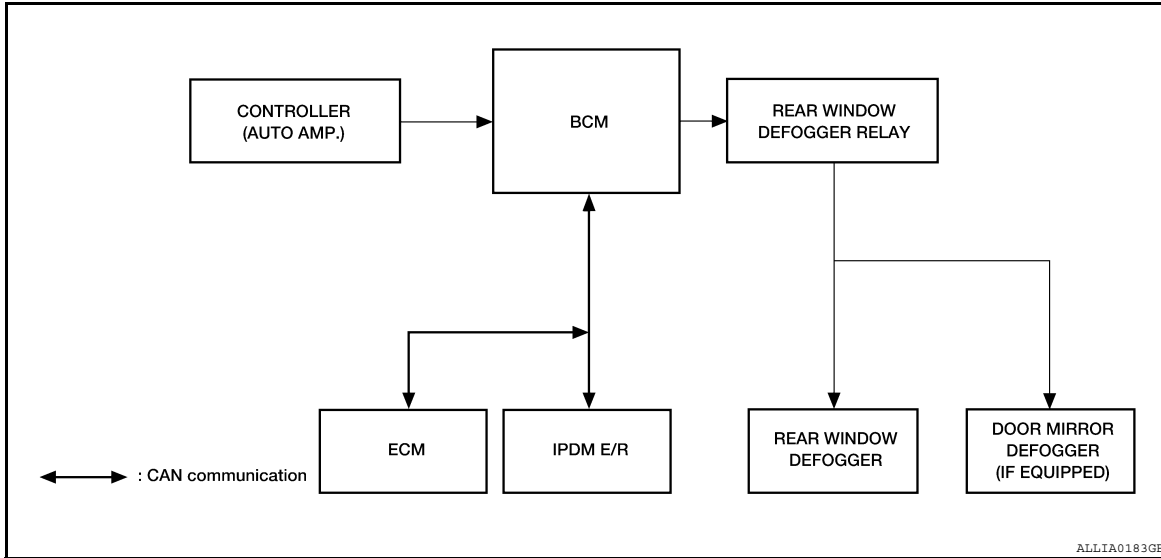 CONTROLLER
(AUTO AMP.)
BCM
REAR WINDOW
DEFOGGER RELAY
ECM
IPDM E/R
REAR WINDOW
DEFOGGER
DOOR MIRROR
DEFOGGER
(IF EQUIPPED)
: CAN communication